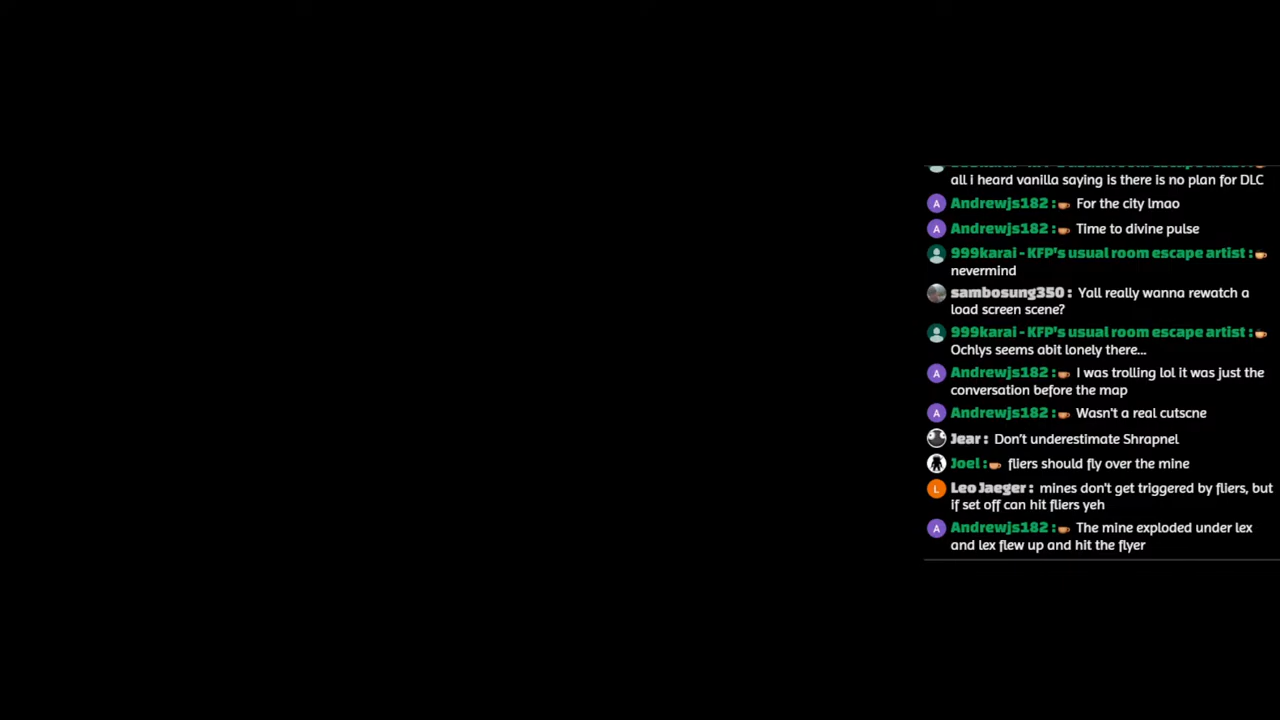 all i heard vanilla saying is there is no plan for DLC
Andrewjs182 : For the city lmao
Andrewjs182 : Time to divine pulse
999karai - KFP's usual room escape artist :
nevermind
sambosung350 : Yall really wanna rewatch a
load screen scene?
999karai - KFP's usual room escape artist :
Ochlys seems abit lonely there...
Andrewjs182 : I was trolling lol it was just the
conversation before the map
Andrewjs182 : Wasn't a real cutscne
Jear : Don't underestimate Shrapnel
Joel : fliers should fly over the mine
Leo Jaeger : mines don't get triggered by fliers, but
if set off can hit fliers yeh
Andrewjs182 : The mine exploded under lex
and lex flew up and hit the flyer